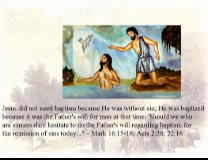 Jesus did not need baptism because He was without sin; He was baptized
because it was the Father's will for men at that time. Should we who
are sinners dare hesitate to do the Father's will regarding baptism for
the remission of sins today...? – Mark 16:15-16; Acts 2:38; 22:16